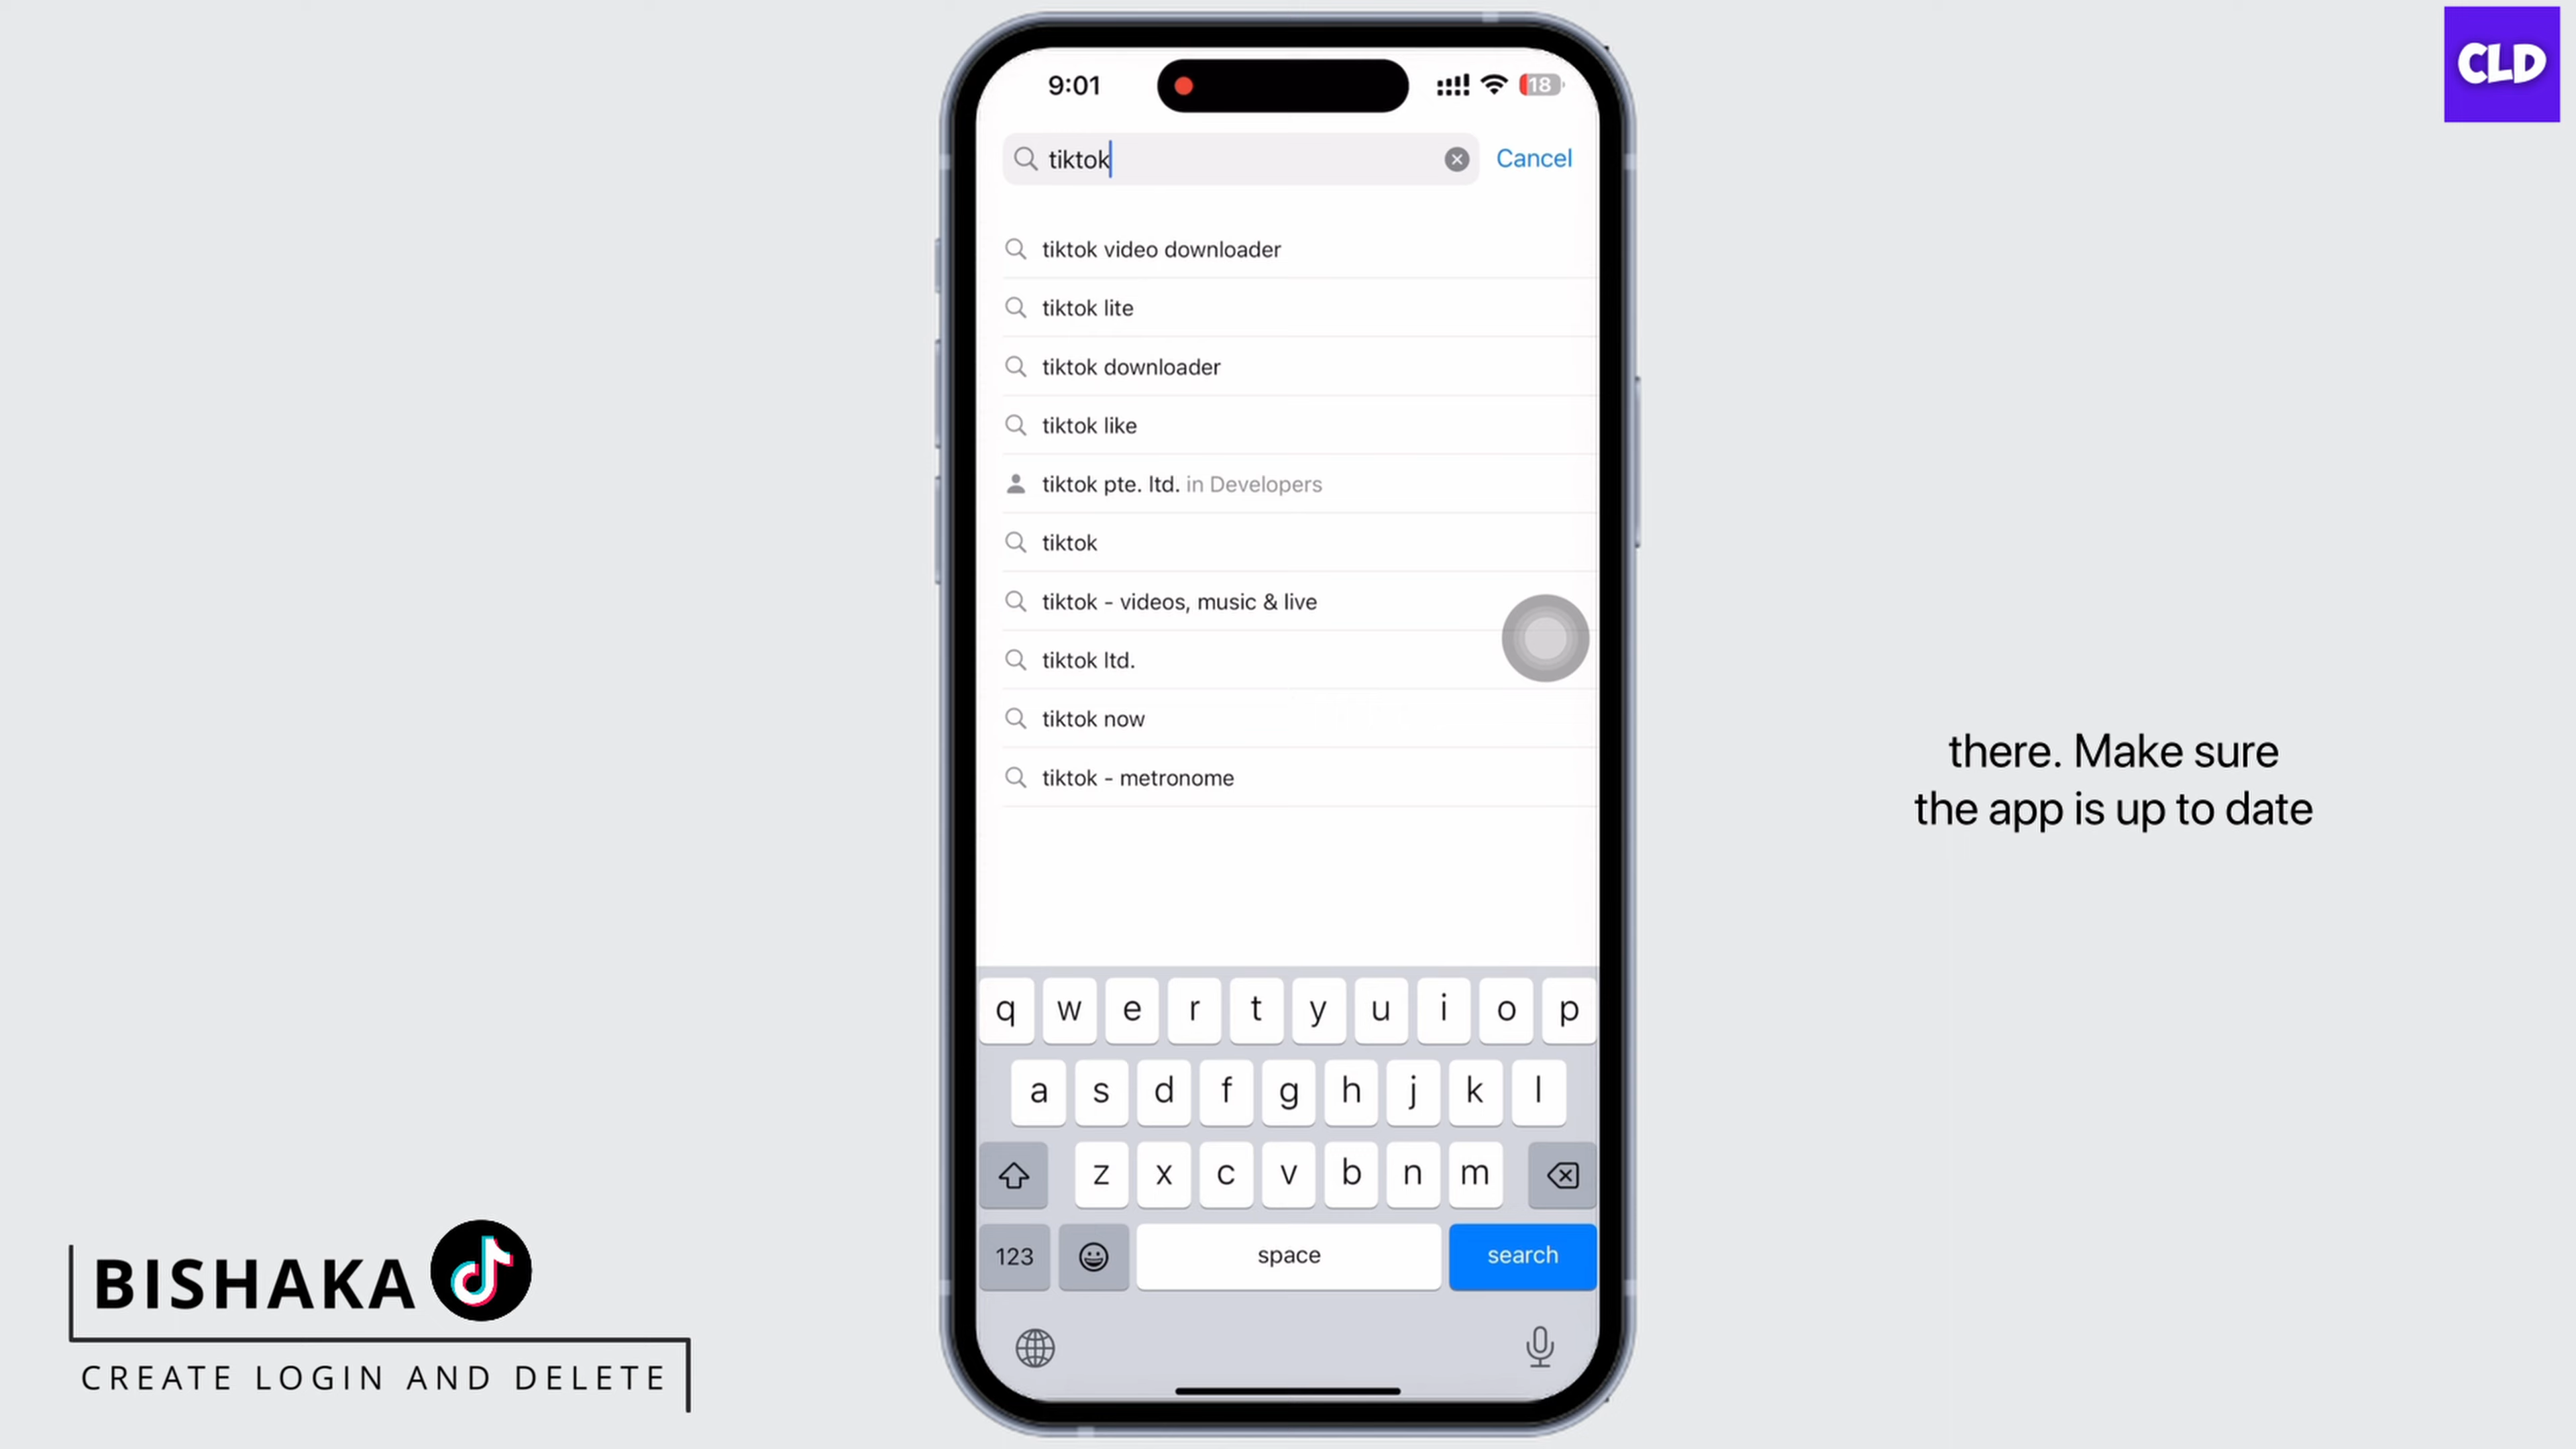 CLD
9:01
18
tiktok
Cancel
tiktok video downloader
tiktok lite
tiktok downloader
tiktok like
tiktok pte. ltd. in Developers
tiktok
tiktok - videos, music & live
tiktok ltd.
tiktok now
tiktok - metronome
there. Make sure
the app is up to date
q w e r t y u i o p
a s d f g h j k l
z x c v b n m
123 space search
BISHAKA
CREATE LOGIN AND DELETE